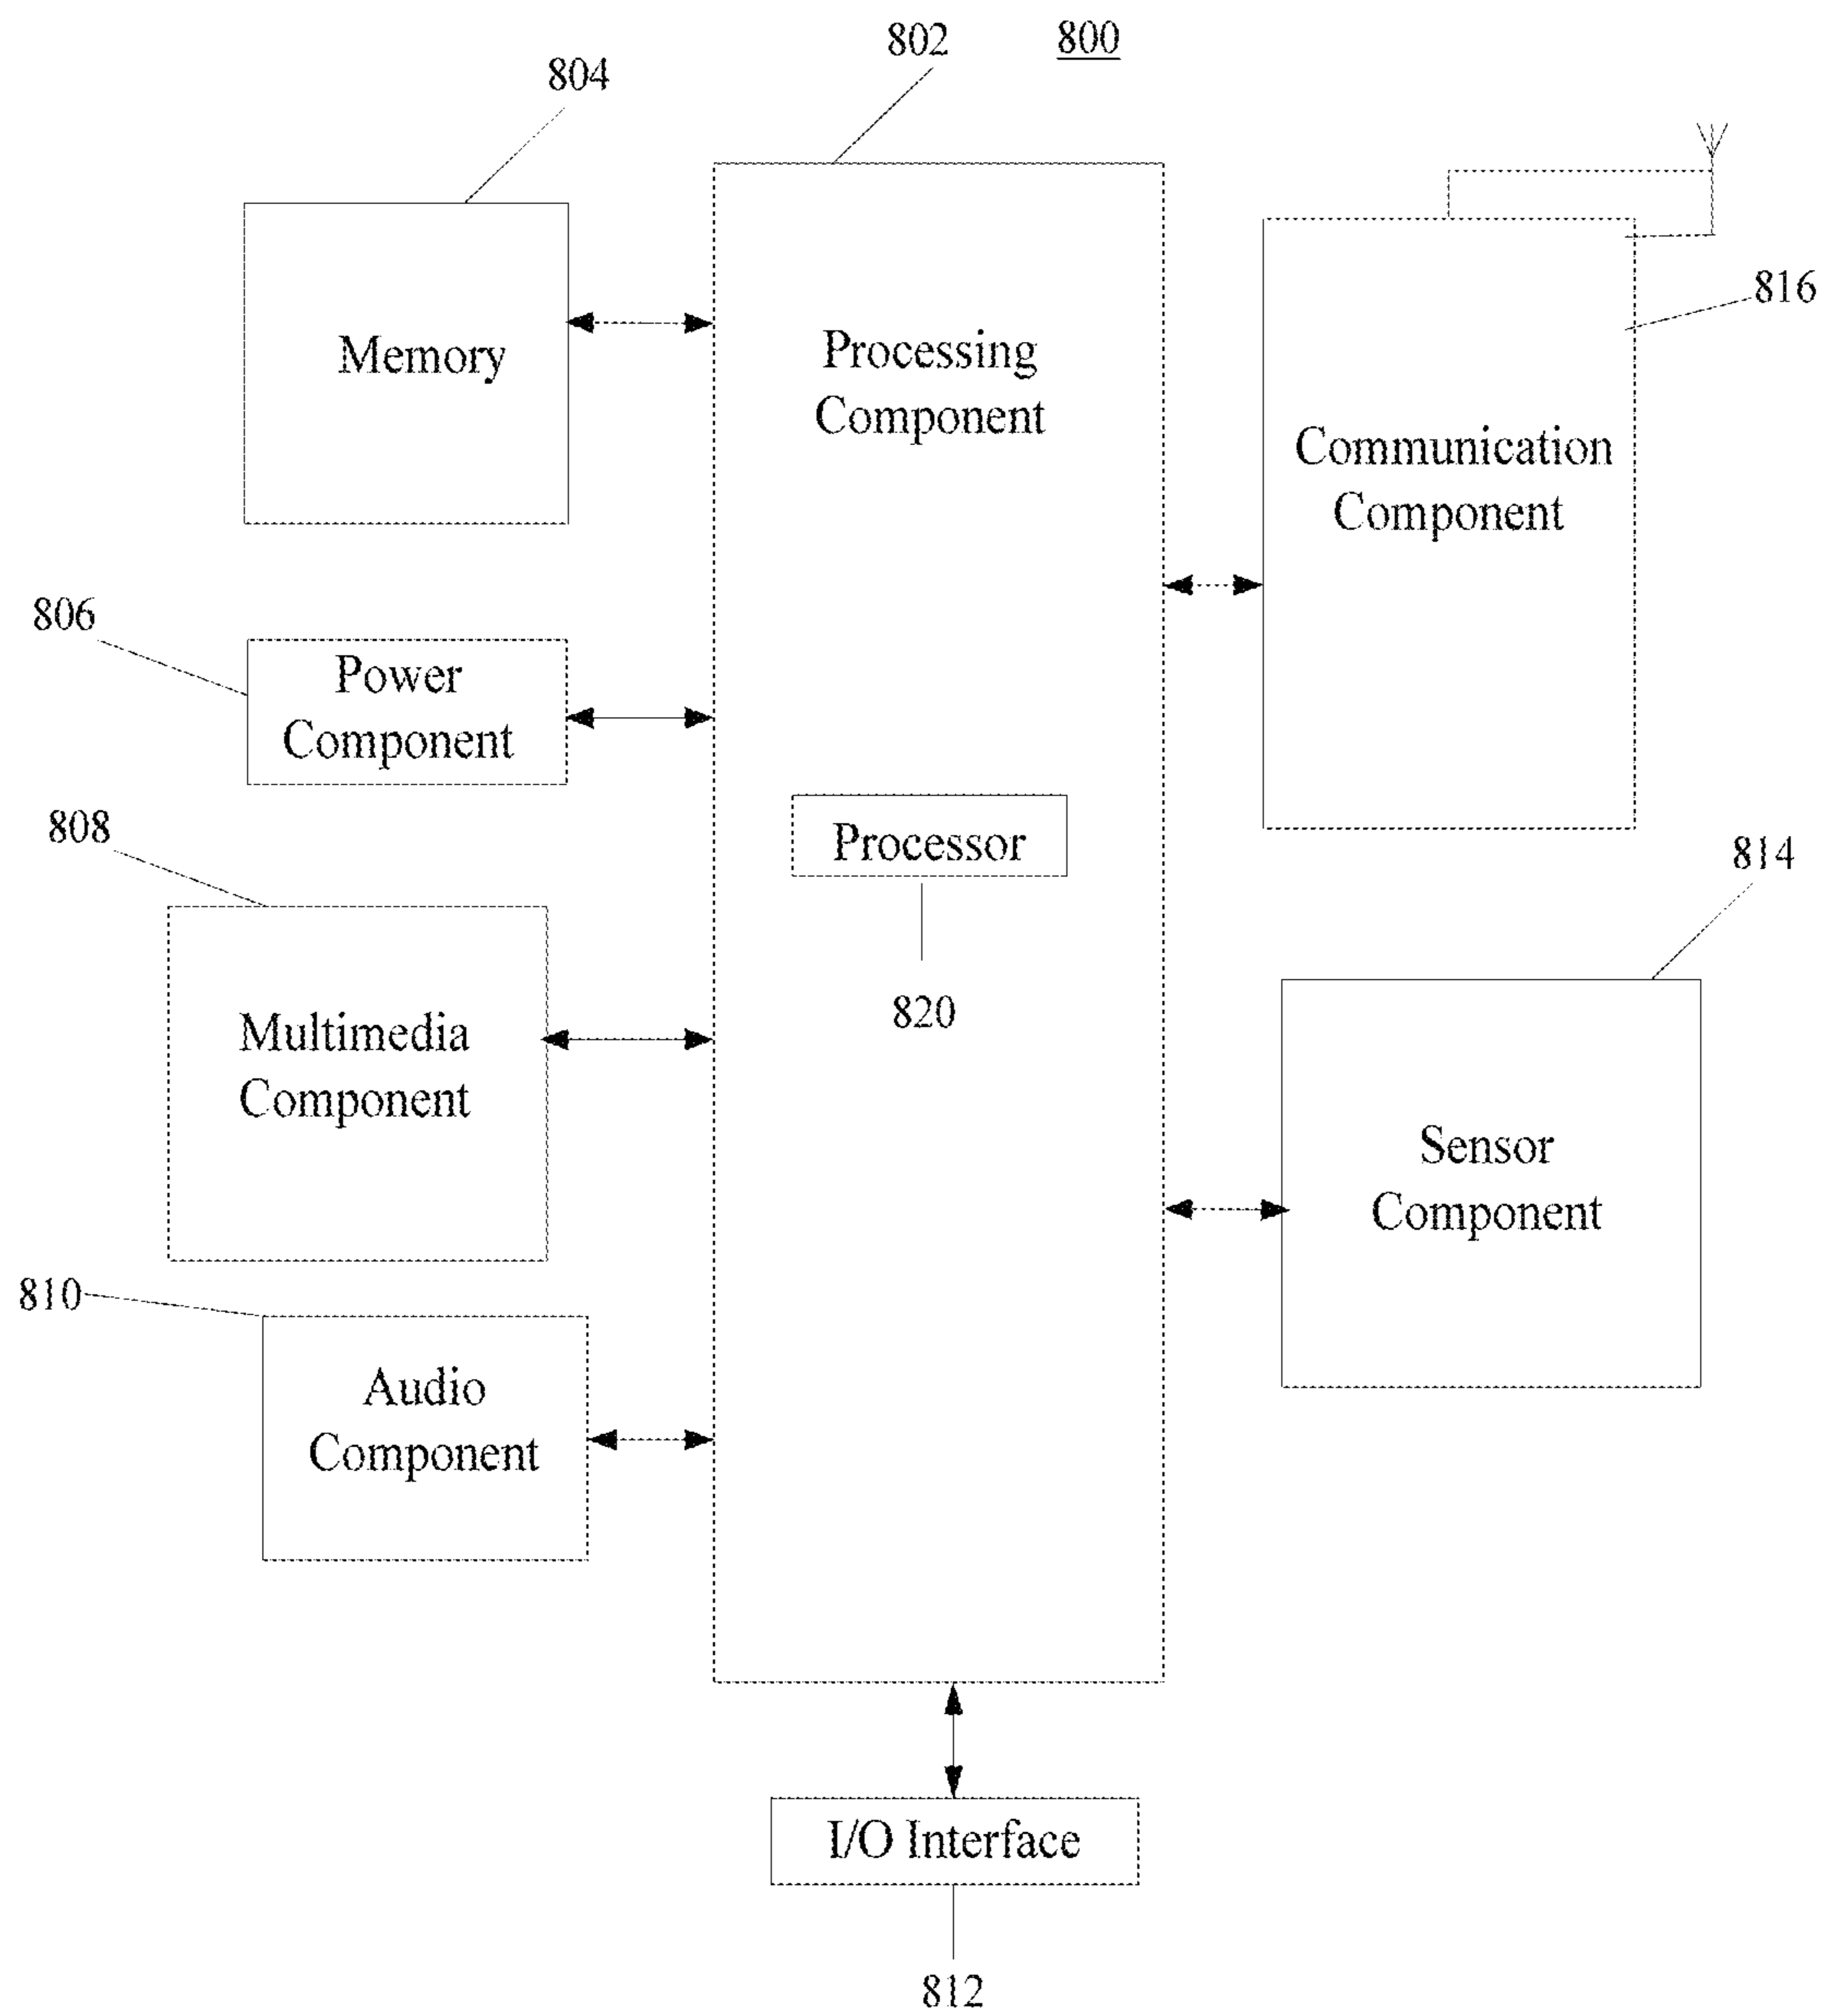 802
800
804
Memory
Processing
Component
816
Communication
Component
806
Power
Component
808
Processor
814
820
Multimedia
Component
Sensor
Component
810
Audio
Component
I/O Interface
812